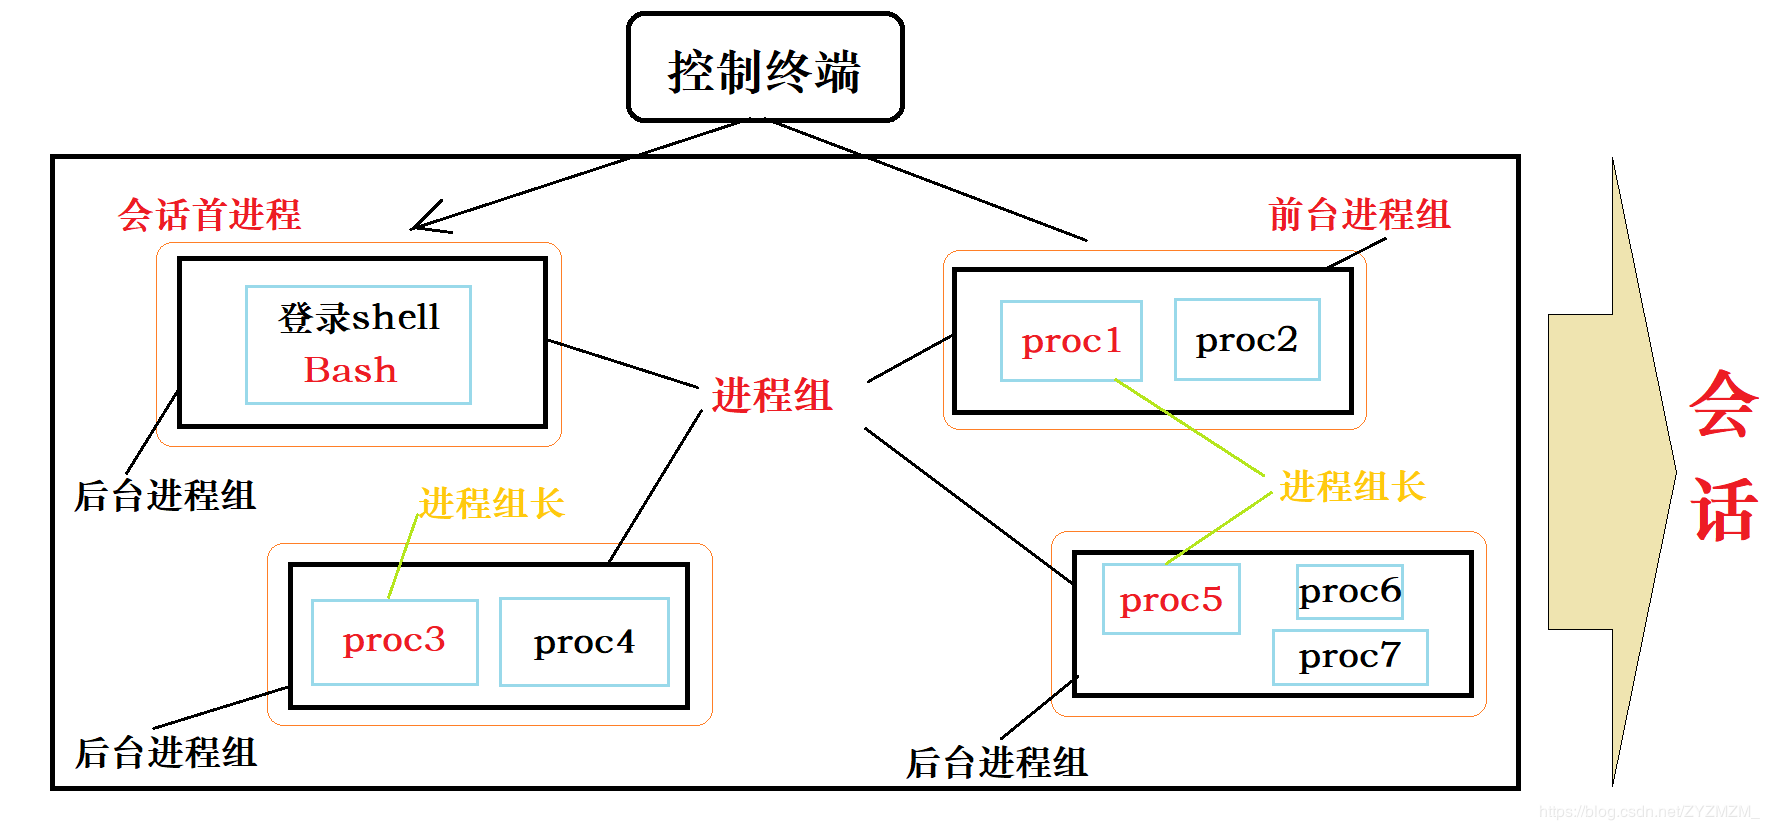 控制终端
会话首进程
前台进程组
登录shell
Bash
proc1
proc2
进程组
后台进程组
进程组长
进程组长
proc3
proc4
proc5
proc6
proc7
后台进程组
后台进程组
会
话
https://blog.csdn.net/ZYZMZM_